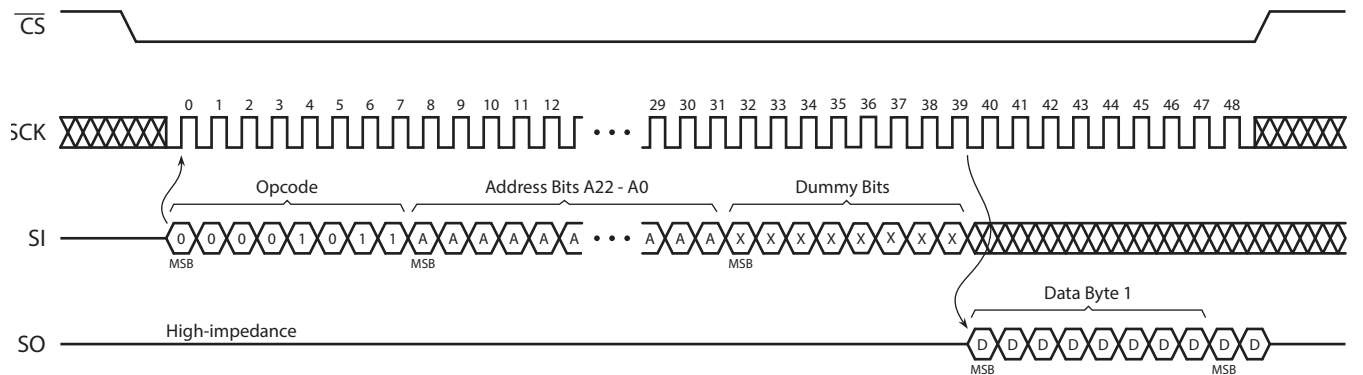 CS
0 1 2 3 4 5 6 7 8 9 10 11 12 29 30 31 32 33 34 35 36 37 38 39 40 41 42 43 44 45 46 47 48
SCK • • •
Opcode Address Bits A22 - A0 Dummy Bits
SI 0 0 0 0 1 0 1 1 A A A A A A • • • A A A X X X X X X X X
MSB MSB MSB
Data Byte 1
High-impedance
SO D D D D D D D D D D
MSB MSB